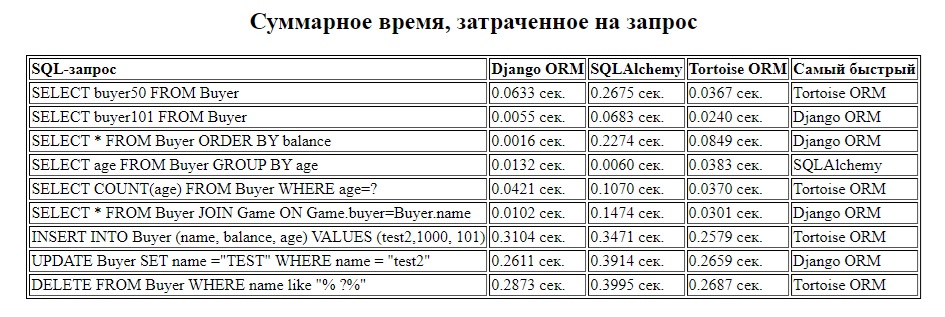 Суммарное время, затраченное на запрос
SQL-запрос Django ORM SQLAlchemy Tortoise ORM Самый быстрый
SELECT buyer50 FROM Buyer 0.0633 сек. 0.2675 сек. 0.0367 сек. Tortoise ORM
SELECT buyer101 FROM Buyer 0.0055 сек. 0.0683 сек. 0.0240 сек. Django ORM
SELECT * FROM Buyer ORDER BY balance 0.0016 сек. 0.2274 сек. 0.0849 сек. Django ORM
SELECT age FROM Buyer GROUP BY age 0.0132 сек. 0.0060 сек. 0.0383 сек. SQLAlchemy
SELECT COUNT(age) FROM Buyer WHERE age=? 0.0421 сек. 0.1070 сек. 0.0370 сек. Tortoise ORM
SELECT * FROM Buyer JOIN Game ON Game.buyer=Buyer.name 0.0102 сек. 0.1474 сек. 0.0301 сек. Django ORM
INSERT INTO Buyer (name, balance, age) VALUES (test2,1000, 101) 0.3104 сек. 0.3471 сек. 0.2579 сек. Tortoise ORM
UPDATE Buyer SET name ="TEST" WHERE name = "test2" 0.2611 сек. 0.3914 сек. 0.2659 сек. Django ORM
DELETE FROM Buyer WHERE name like "% ?%" 0.2873 сек. 0.3995 сек. 0.2687 сек. Tortoise ORM